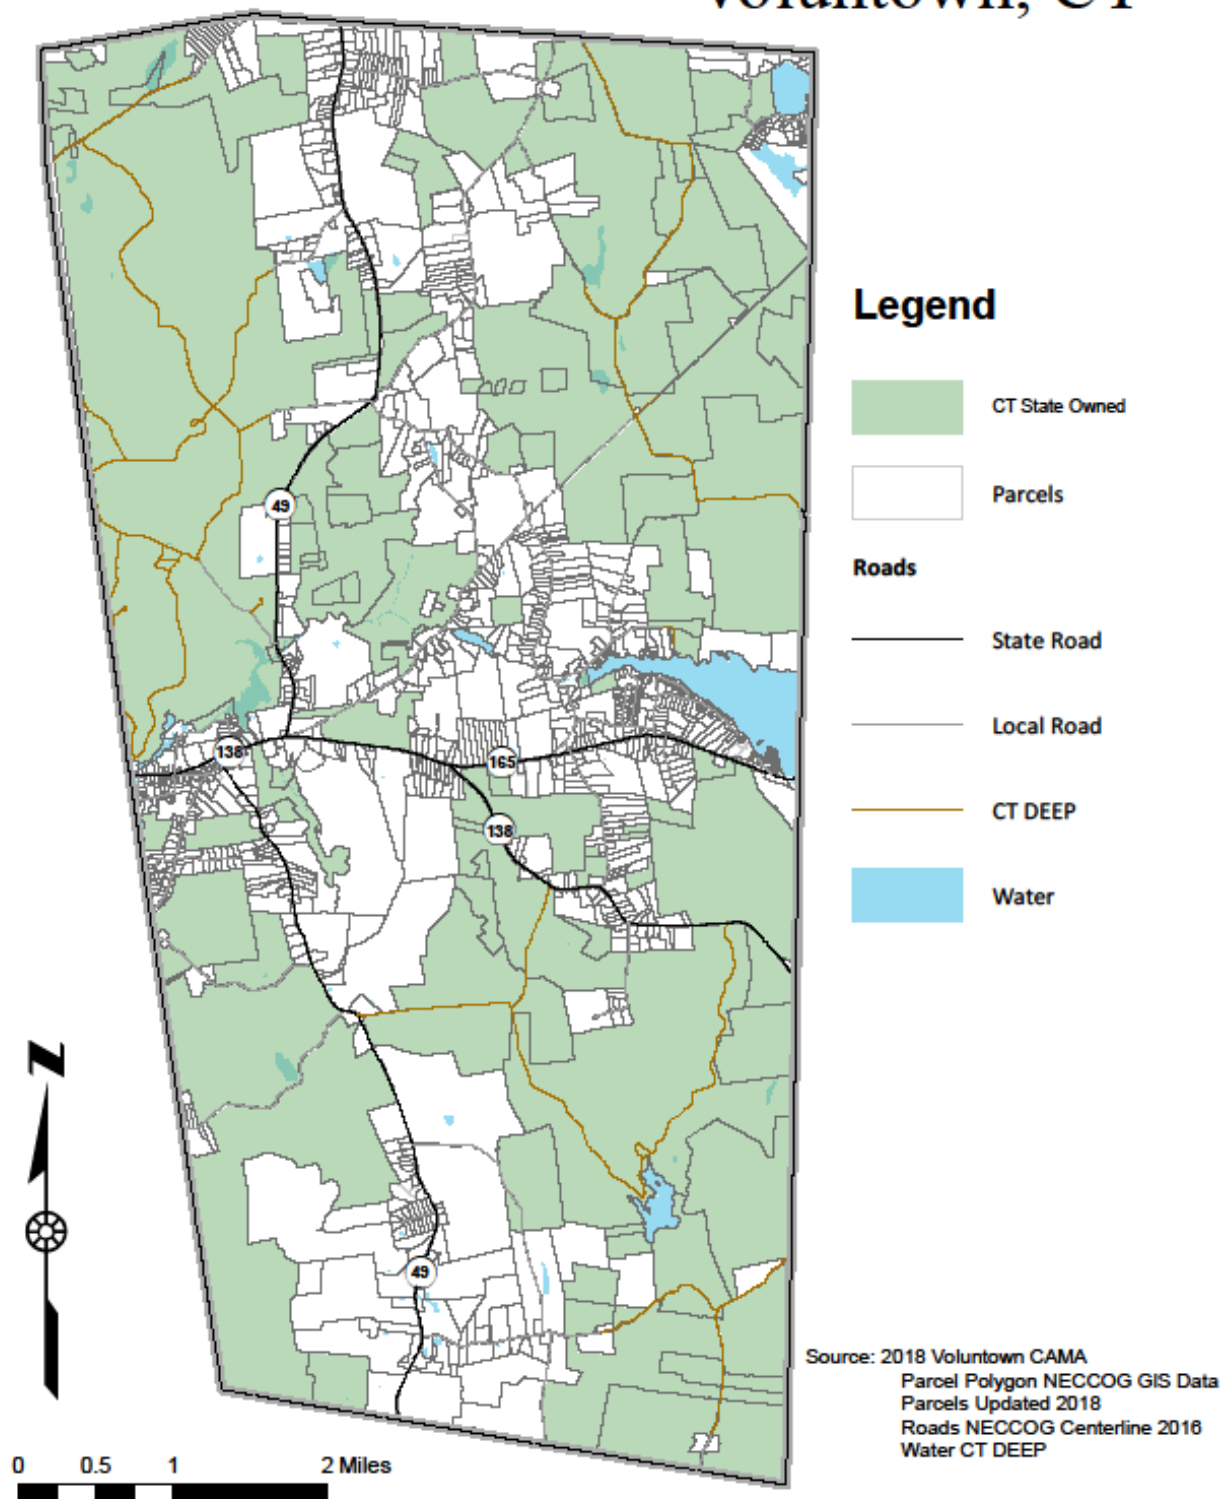 Voluntown, CT
Legend
CT State Owned
Parcels
Roads
State Road
Local Road
CT DEEP
Water
49
138
165
138
49
N
Source: 2018 Voluntown CAMA
Parcel Polygon NECCOG GIS Data
Parcels Updated 2018
Roads NECCOG Centerline 2016
Water CT DEEP
0 0.5 1 2 Miles